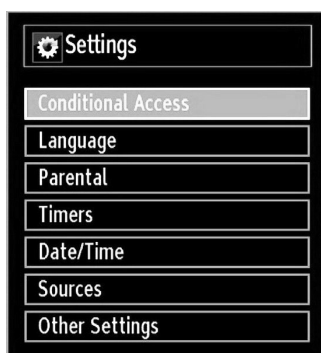 Settings
Conditional Access
Language
Parental
Timers
Date/Time
Sources
Other Settings